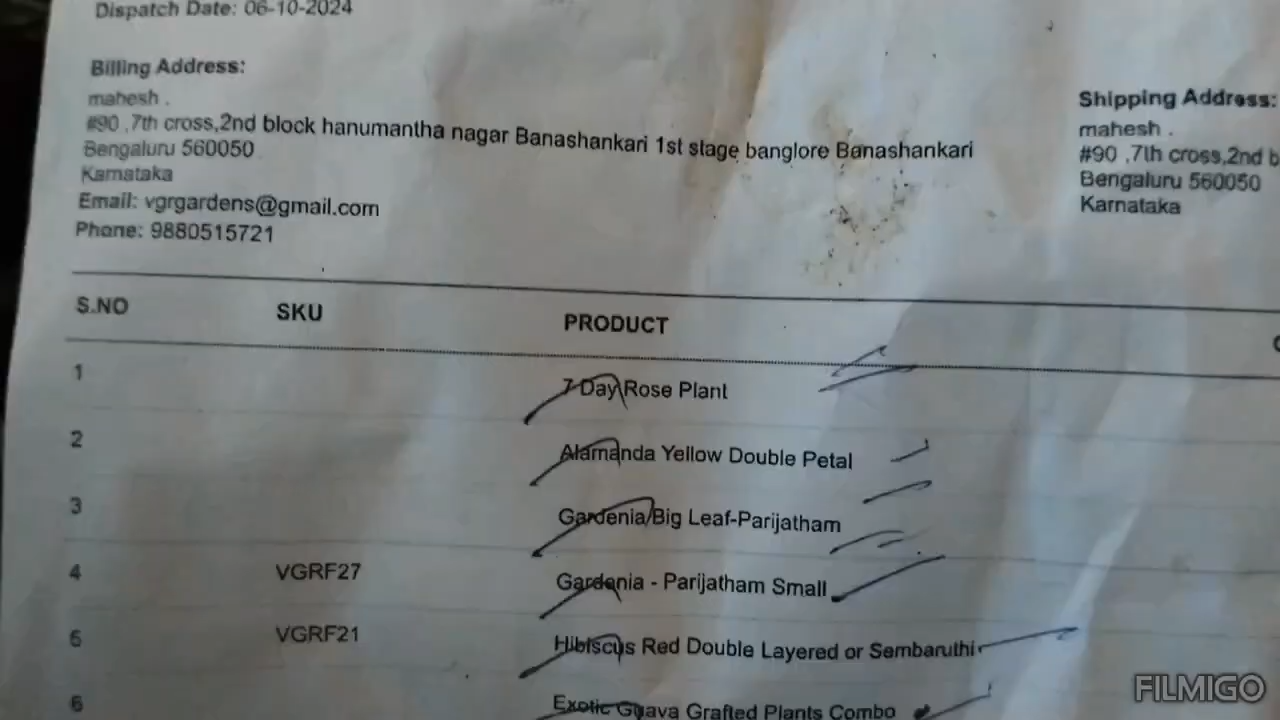 Dispatch Date: 06-10-2024
Billing Address:
mahesh .
#90 ,7th cross,2nd block hanumantha nagar Banashankari 1st stage banglore Banashankari
Bengaluru 560050
Karnataka
Email: vgrgardens@gmail.com
Phone: 9880515721
Shipping Address:
mahesh .
#90 ,7th cross,2nd b
Bengaluru 560050
Karnataka
S.NO SKU PRODUCT
1 7 Day Rose Plant
2 Alamanda Yellow Double Petal
3 Gardenia Big Leaf-Parijatham
4 VGRF27 Gardenia - Parijatham Small
5 VGRF21 Hibiscus Red Double Layered or Sembaruthi
6 Exotic Guava Grafted Plants Combo
FILMIGO